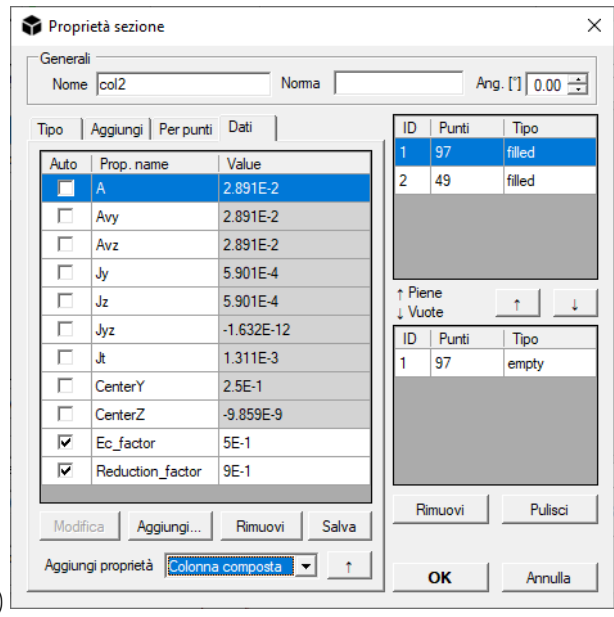 Proprietà sezione
Generali
Nome col2 Norma Ang. [°] 0.00
Tipo Aggiungi Per punti Dati
Auto Prop. name Value
A 2.891E-2
Avy 2.891E-2
Avz 2.891E-2
Jy 5.901E-4
Jz 5.901E-4
Jyz -1.632E-12
Jt 1.311E-3
CenterY 2.5E-1
CenterZ -9.859E-9
Ec_factor 5E-1
Reduction_factor 9E-1
Modifica Aggiungi... Rimuovi Salva
Aggiungi proprietà Colonna composta ↑
ID Punti Tipo
1 97 filled
2 49 filled
↑ Piene
↓ Vuote
↑ ↓
ID Punti Tipo
1 97 empty
Rimuovi Pulisci
OK Annulla
)